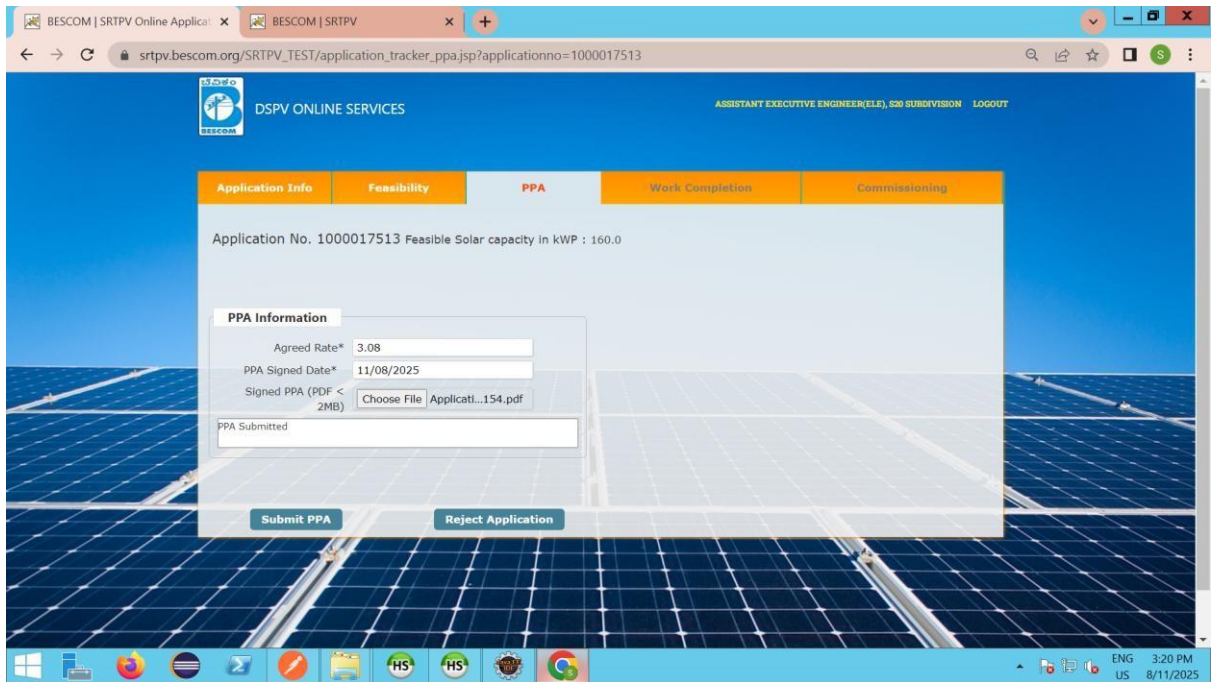 BESCOM | SRTPV Online Applicat
BESCOM | SRTPV
srtpv.bescom.org/SRTPV_TEST/application_tracker_ppa.jsp?applicationno=1000017513
S
ಬೆವಿಕಂ
BESCOM
DSPV ONLINE SERVICES
ASSISTANT EXECUTIVE ENGINEER(ELE), S20 SUBDIVISION LOGOUT
Application Info Feasibility PPA Work Completion Commissioning
Application No. 1000017513 Feasible Solar capacity in kWP : 160.0
PPA Information
Agreed Rate* 3.08
PPA Signed Date* 11/08/2025
Signed PPA (PDF <
2MB) Choose File Applicati...154.pdf
PPA Submitted
Submit PPA Reject Application
HS HS
ENG 3:20 PM
US 8/11/2025